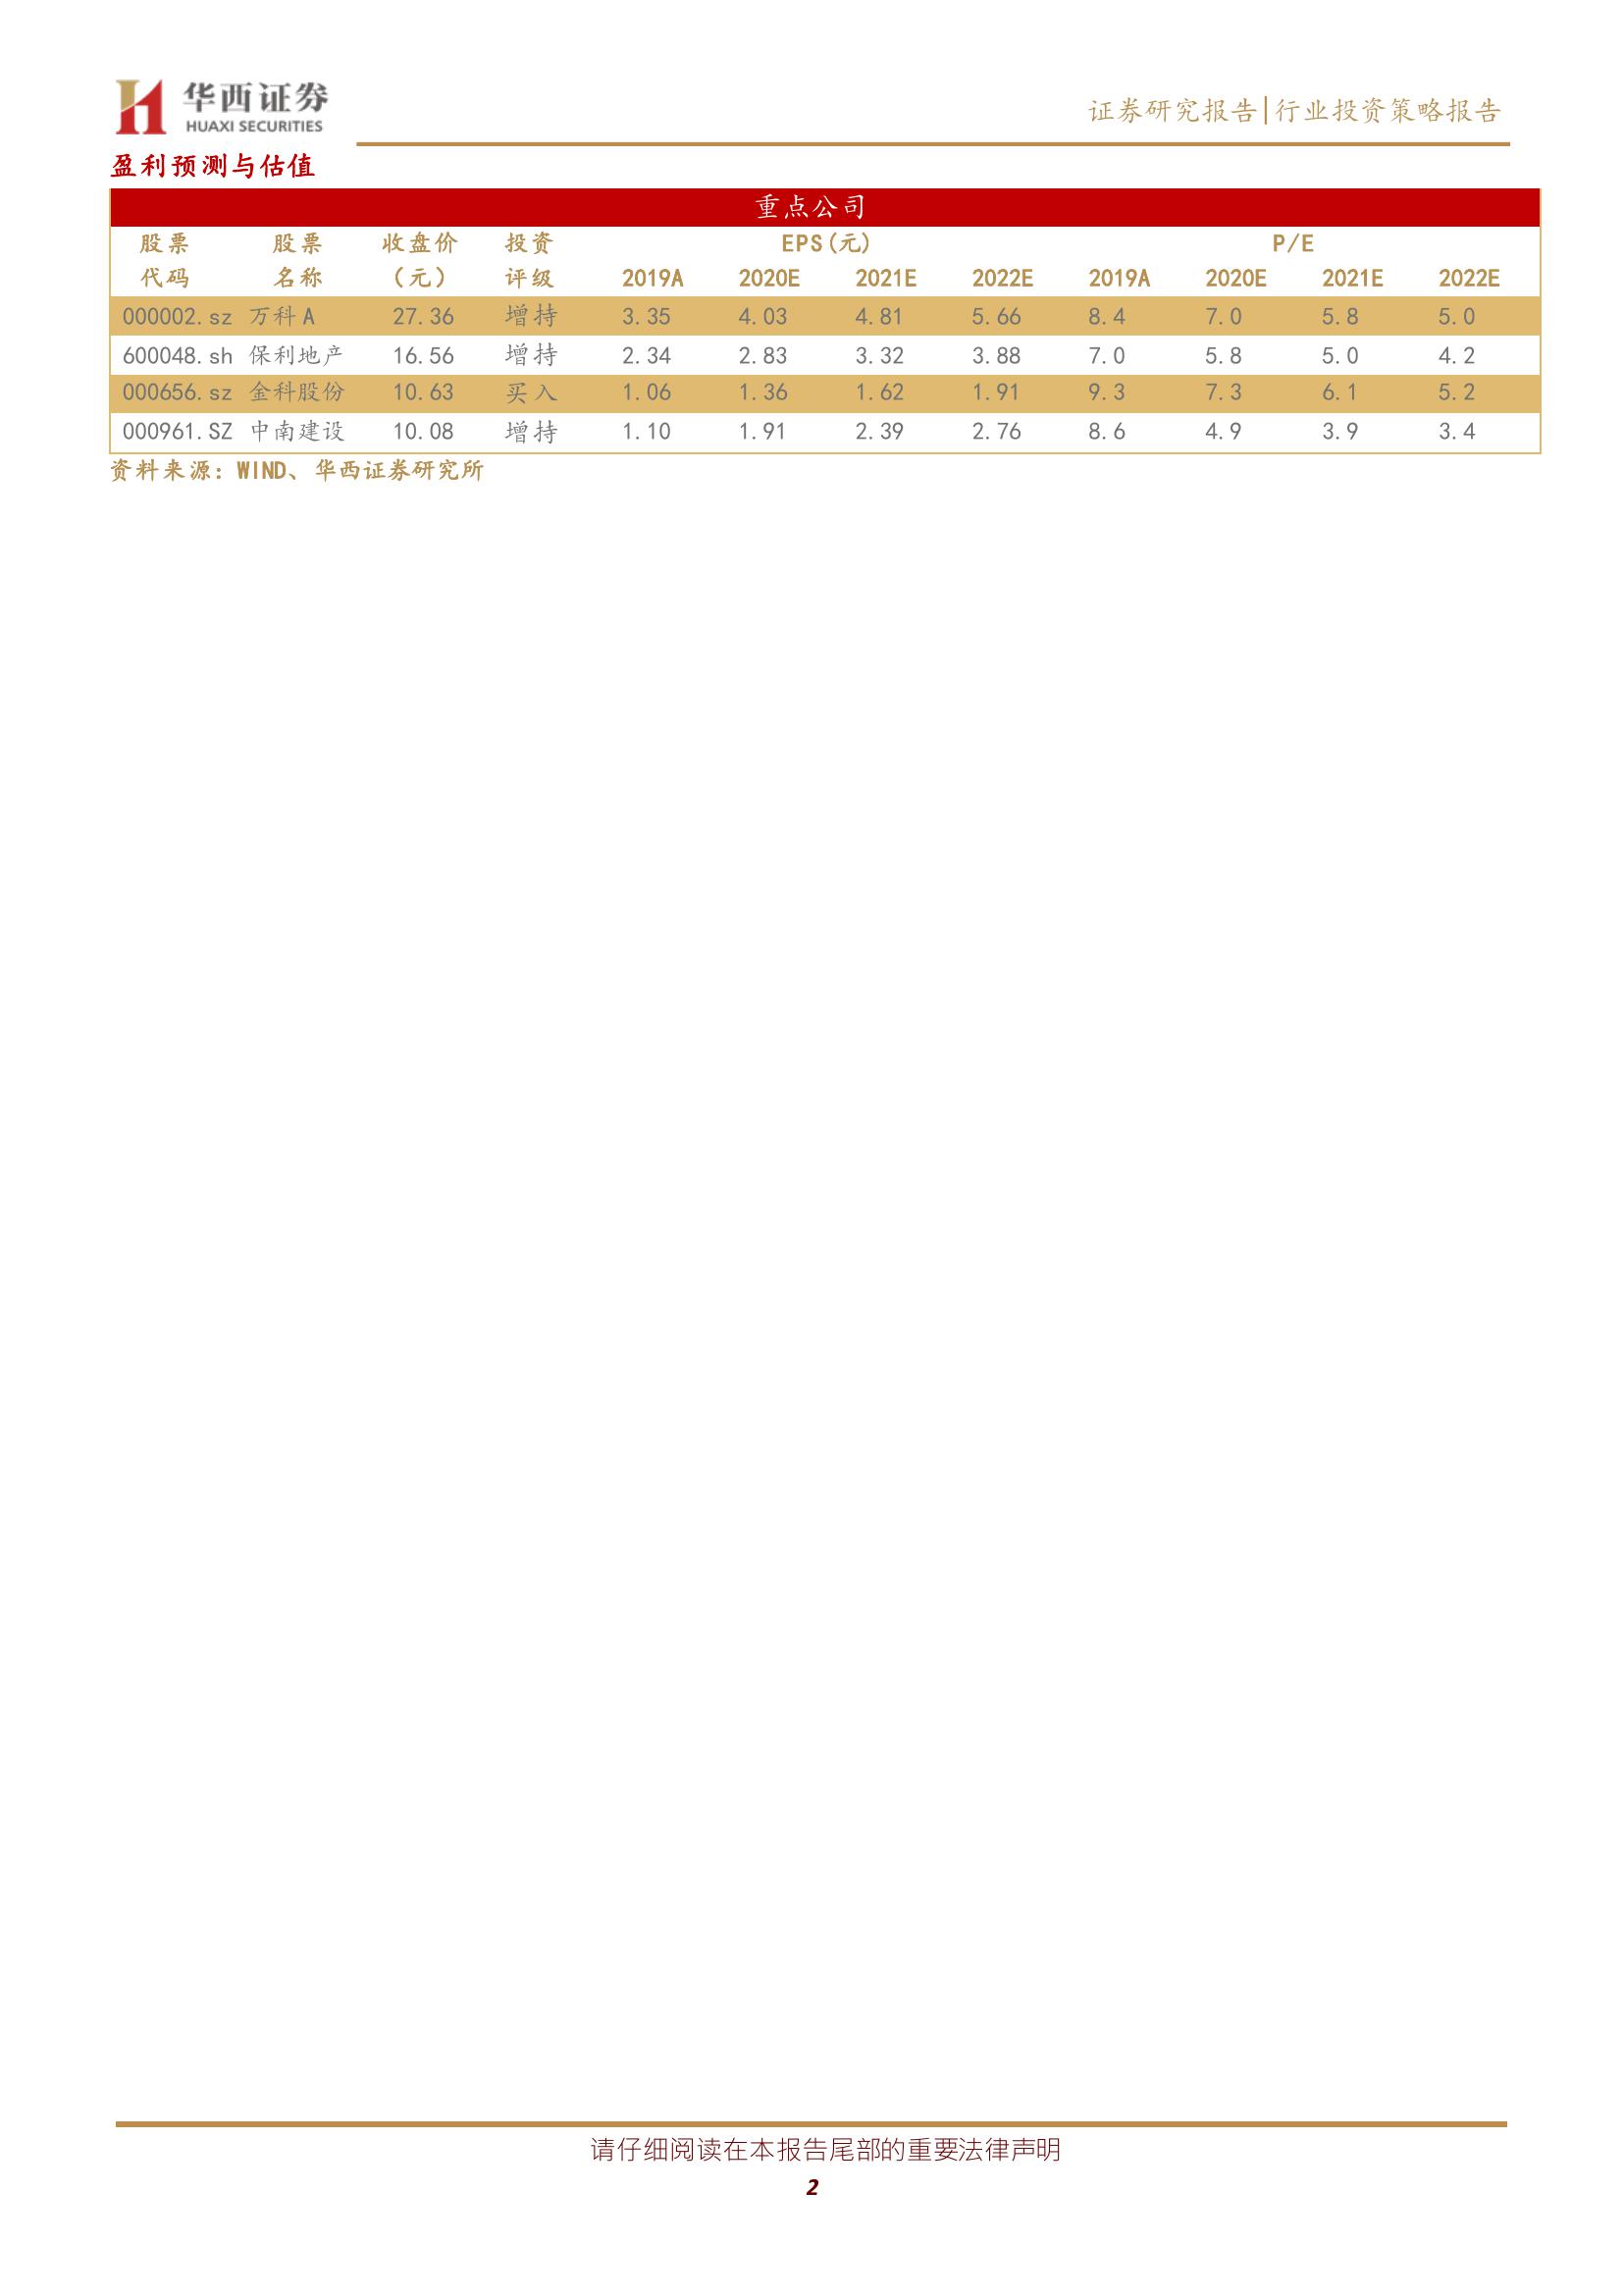 华西证券
HUAXI SECURITIES
证券研究报告|行业投资策略报告
盈利预测与估值
重点公司
股票 股票 收盘价 投资 EPS(元) P/E
代码 名称 （元） 评级 2019A 2020E 2021E 2022E 2019A 2020E 2021E 2022E
000002.sz 万科A 27.36 增持 3.35 4.03 4.81 5.66 8.4 7.0 5.8 5.0
600048.sh 保利地产 16.56 增持 2.34 2.83 3.32 3.88 7.0 5.8 5.0 4.2
000656.sz 金科股份 10.63 买入 1.06 1.36 1.62 1.91 9.3 7.3 6.1 5.2
000961.SZ 中南建设 10.08 增持 1.10 1.91 2.39 2.76 8.6 4.9 3.9 3.4
资料来源：WIND、华西证券研究所
请仔细阅读在本报告尾部的重要法律声明
2